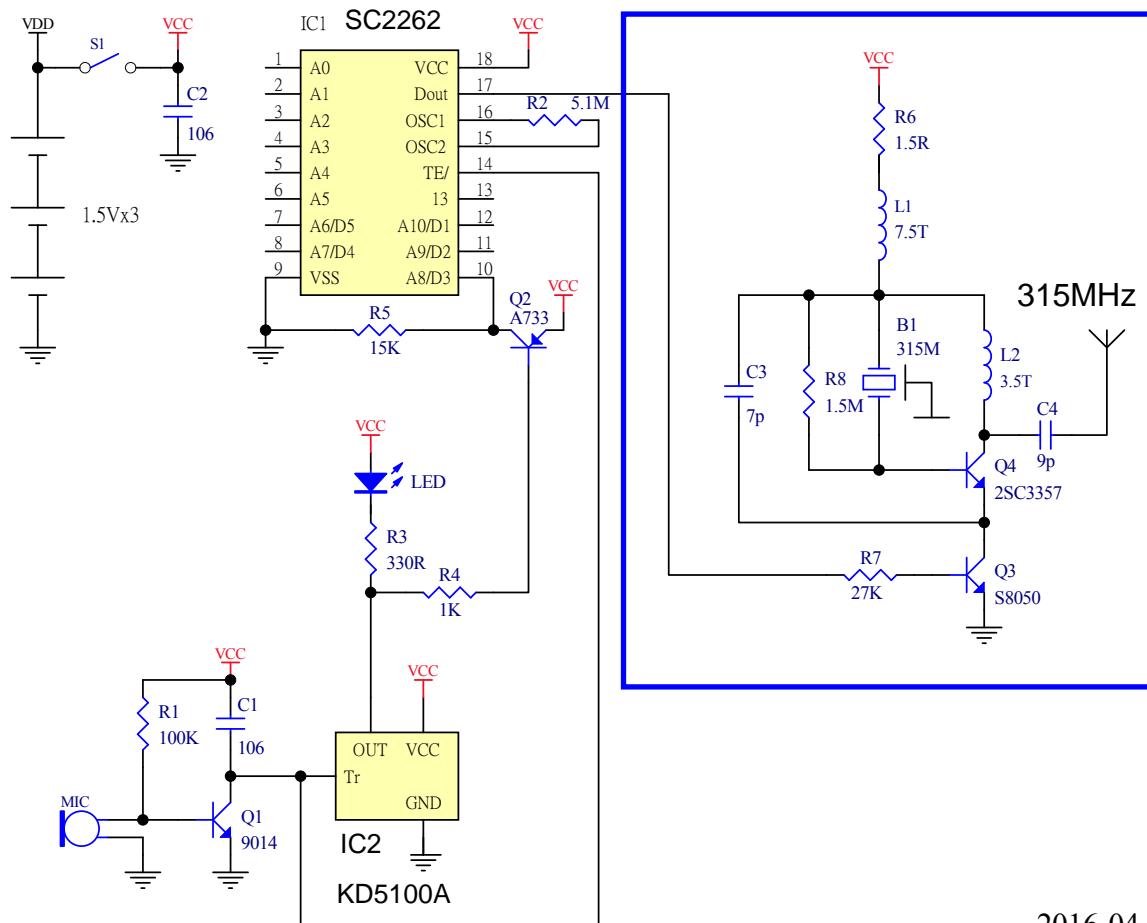 VDD
S1
VCC
C2
106
1.5Vx3
IC1
SC2262
VCC
1
A0
VCC
18
2
A1
Dout
17
3
A2
OSC1
16
R2
5.1M
4
A3
OSC2
15
5
A4
TE/
14
6
A5
13
13
7
A6/D5
A10/D1
12
8
A7/D4
A9/D2
11
9
VSS
A8/D3
10
R5
15K
Q2
A733
VCC
VCC
LED
R3
330R
R4
1K
VCC
R1
100K
C1
106
MIC
Q1
9014
VCC
OUT
VCC
Tr
GND
IC2
KD5100A
VCC
R6
1.5R
L1
7.5T
315MHz
B1
315M
L2
3.5T
C3
7p
R8
1.5M
C4
9p
Q4
2SC3357
R7
27K
Q3
S8050